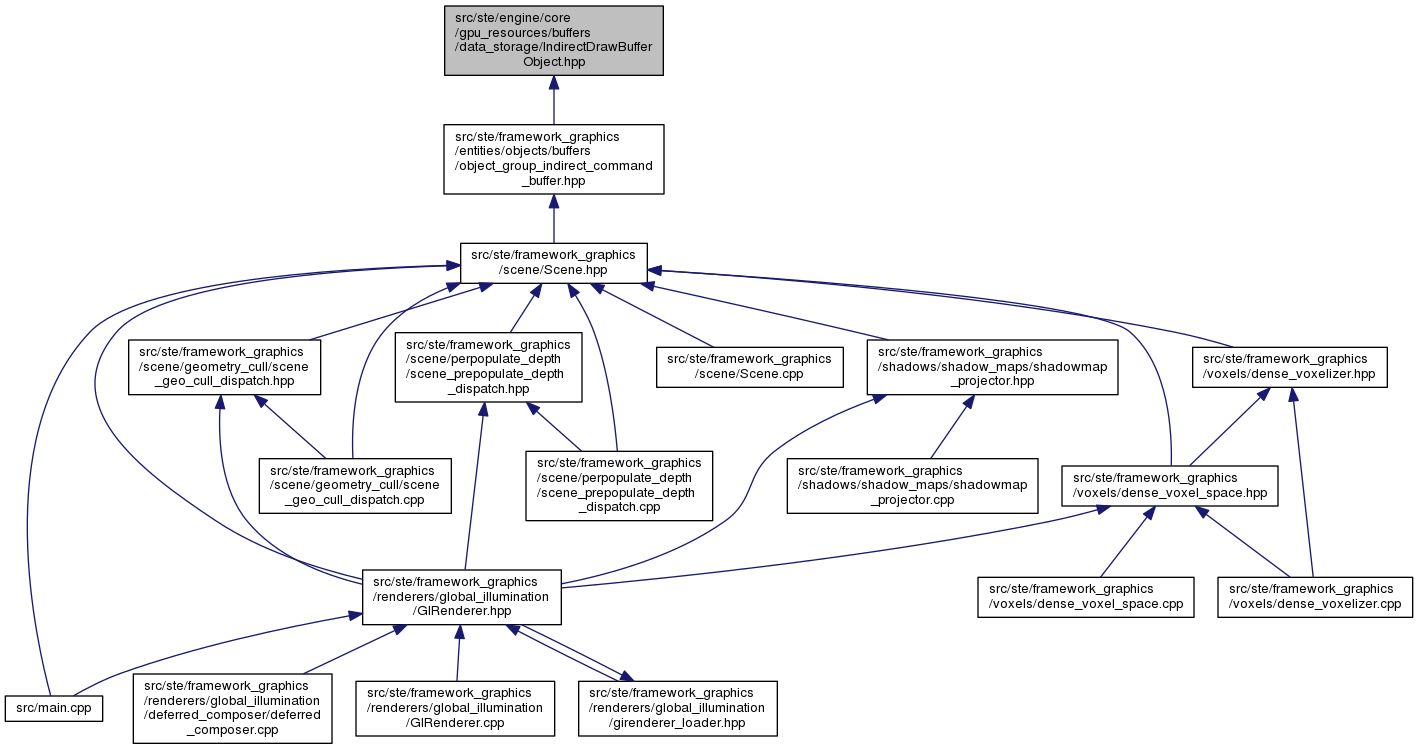 src/ste/engine/core
/gpu_resources/buffers
/data_storage/IndirectDrawBuffer
Object.hpp
src/ste/framework_graphics
/entities/objects/buffers
/object_group_indirect_command
_buffer.hpp
src/ste/framework_graphics
/scene/Scene.hpp
src/ste/framework_graphics
/scene/geometry_cull/scene
_geo_cull_dispatch.hpp
src/ste/framework_graphics
/scene/perpopulate_depth
/scene_prepopulate_depth
_dispatch.hpp
src/ste/framework_graphics
/scene/Scene.cpp
src/ste/framework_graphics
/shadows/shadow_maps/shadowmap
_projector.hpp
src/ste/framework_graphics
/voxels/dense_voxelizer.hpp
src/ste/framework_graphics
/scene/geometry_cull/scene
_geo_cull_dispatch.cpp
src/ste/framework_graphics
/scene/perpopulate_depth
/scene_prepopulate_depth
_dispatch.cpp
src/ste/framework_graphics
/shadows/shadow_maps/shadowmap
_projector.cpp
src/ste/framework_graphics
/voxels/dense_voxel_space.hpp
src/ste/framework_graphics
/renderers/global_illumination
/GIRenderer.hpp
src/ste/framework_graphics
/voxels/dense_voxel_space.cpp
src/ste/framework_graphics
/voxels/dense_voxelizer.cpp
src/main.cpp
src/ste/framework_graphics
/renderers/global_illumination
/deferred_composer/deferred
_composer.cpp
src/ste/framework_graphics
/renderers/global_illumination
/GIRenderer.cpp
src/ste/framework_graphics
/renderers/global_illumination
/girenderer_loader.hpp